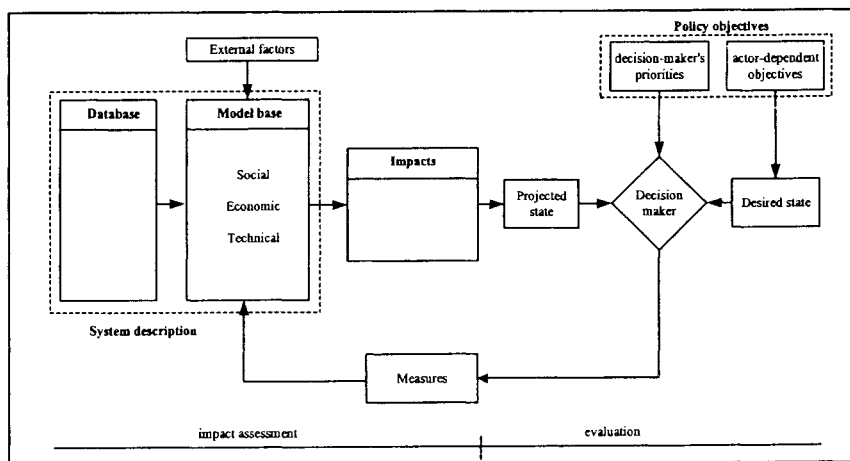 Policy objectives
External factors
decision-maker's
priorities
actor-dependent
objectives
Database
Model base
Social
Economic
Technical
Impacts
Projected
state
Decision
maker
Desired state
System description
Measures
impact assessment
evaluation